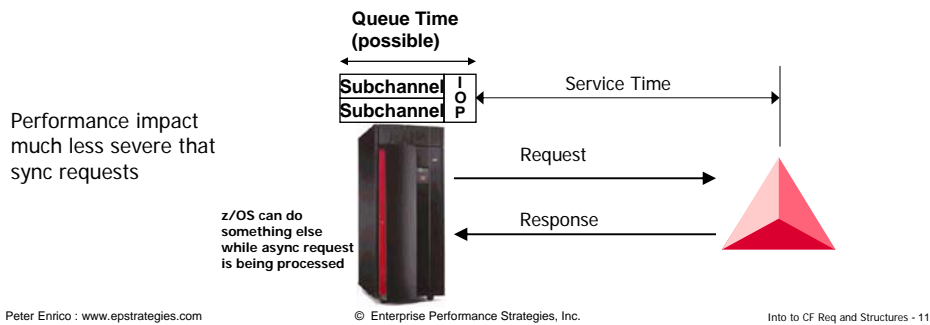 Queue Time
(possible)
Subchannel
Subchannel
I
O
P
Service Time
Performance impact
much less severe that
sync requests
Request
Response
z/OS can do
something else
while async request
is being processed
Peter Enrico : www.epstrategies.com
© Enterprise Performance Strategies, Inc.
Into to CF Req and Structures - 11